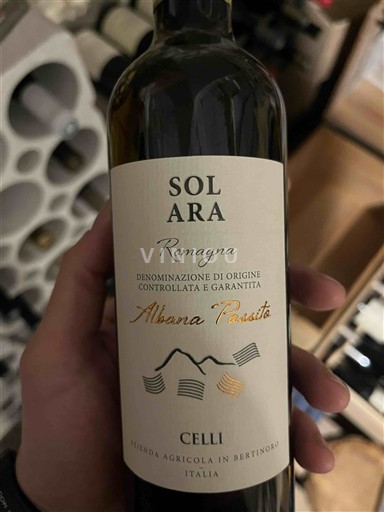 SOL
ARA
Romagna
DENOMINAZIONE DI ORIGINE
CONTROLLATA E GARANTITA
Albana Passito
CELLI
AZIENDA AGRICOLA IN BERTINORO
ITALIA